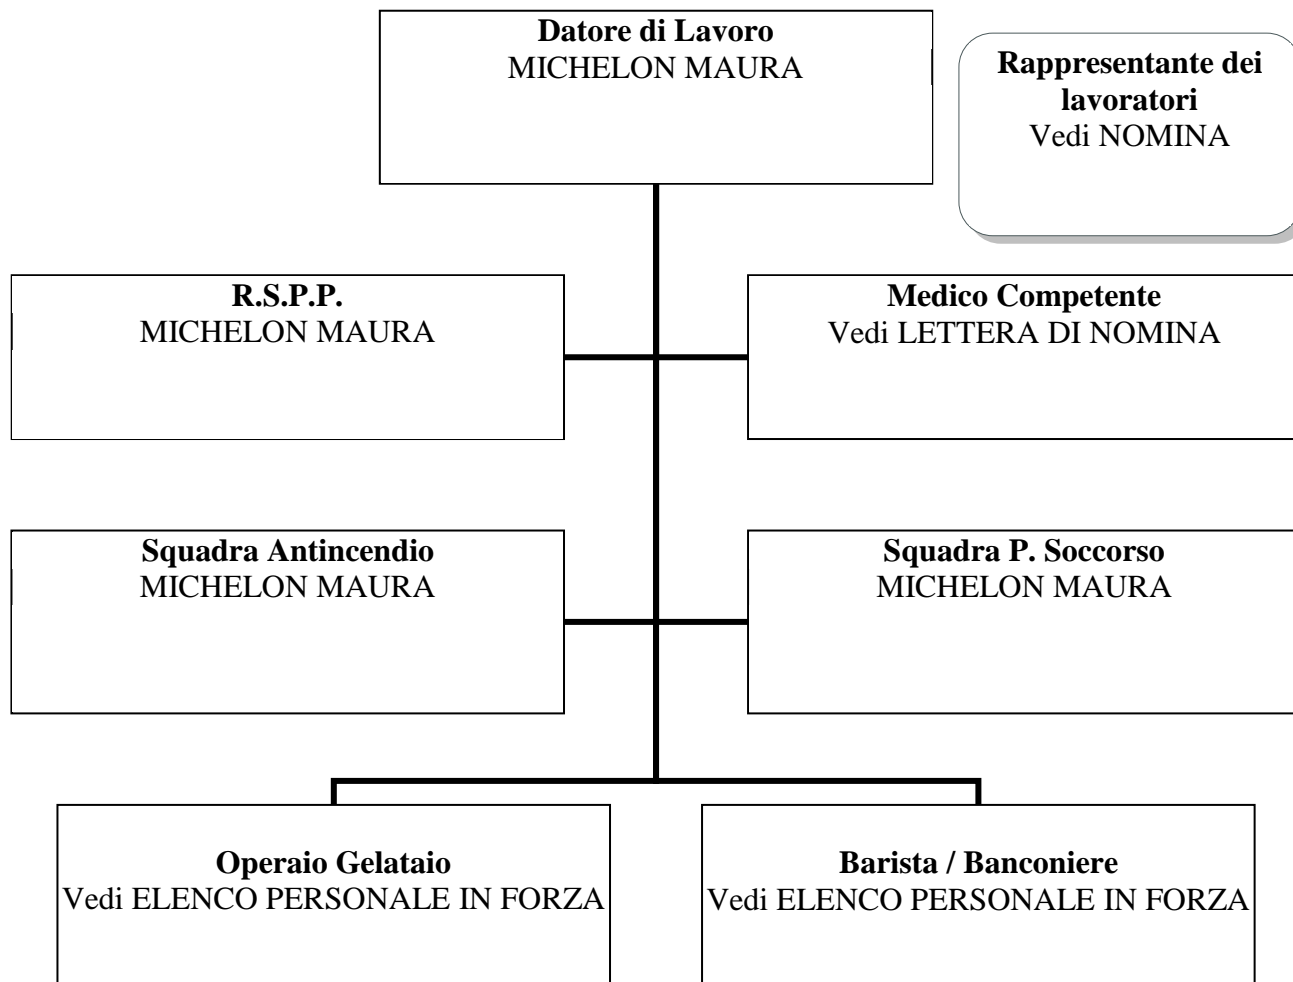 Datore di Lavoro
MICHELON MAURA
Rappresentante dei
lavoratori
Vedi NOMINA
R.S.P.P.
MICHELON MAURA
Medico Competente
Vedi LETTERA DI NOMINA
Squadra Antincendio
MICHELON MAURA
Squadra P. Soccorso
MICHELON MAURA
Operaio Gelataio
Vedi ELENCO PERSONALE IN FORZA
Barista / Banconiere
Vedi ELENCO PERSONALE IN FORZA